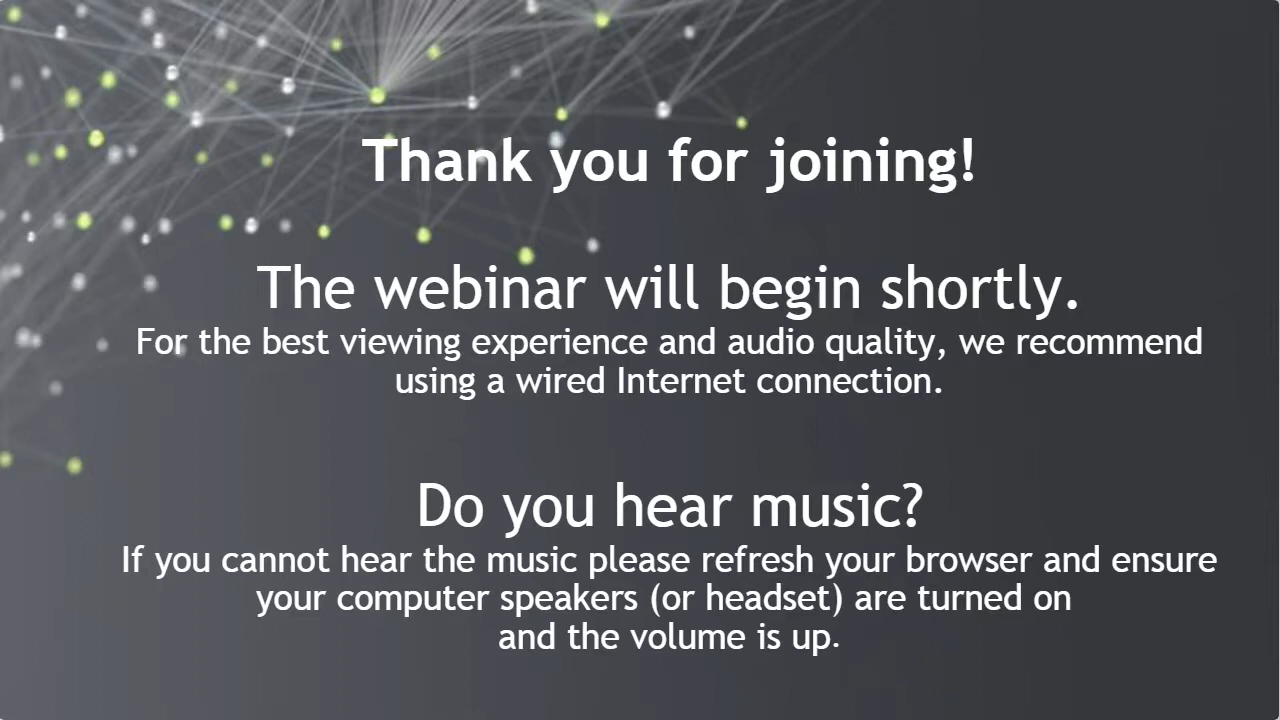 Thank you for joining!
The webinar will begin shortly.
For the best viewing experience and audio quality, we recommend
using a wired Internet connection.
Do you hear music?
If you cannot hear the music please refresh your browser and ensure
your computer speakers (or headset) are turned on
and the volume is up.